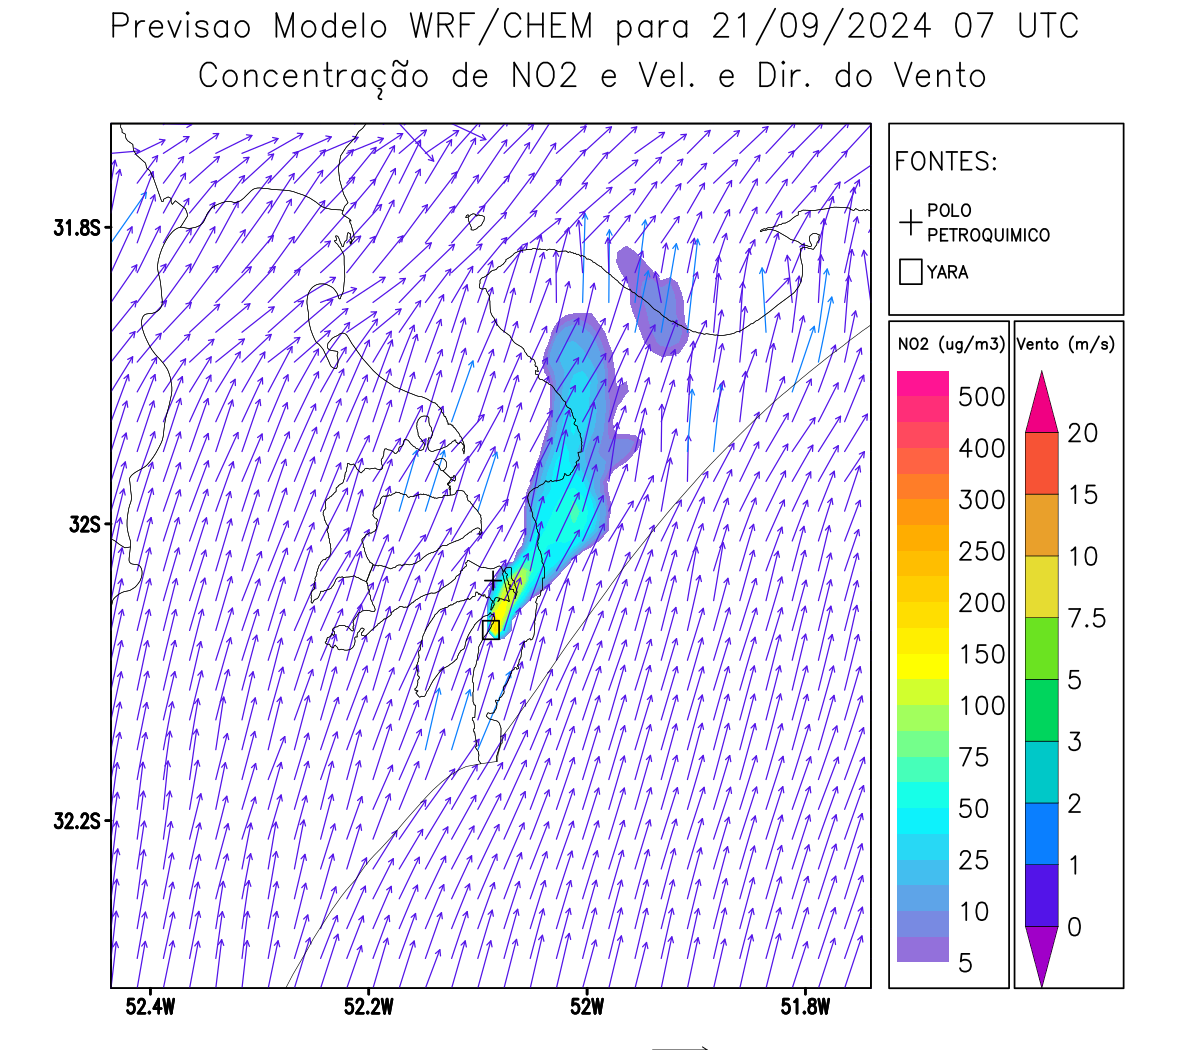 Previsao Modelo WRF/CHEM para 21/09/2024 07 UTC
Concentração de NO2 e Vel. e Dir. do Vento
FONTES:
POLO
PETROQUIMICO
YARA
NO2 (ug/m3)
500
400
300
250
200
150
100
75
50
25
10
5
Vento (m/s)
20
15
10
7.5
5
3
2
1
0
31.8S
32S
32.2S
52.4W
52.2W
52W
51.8W